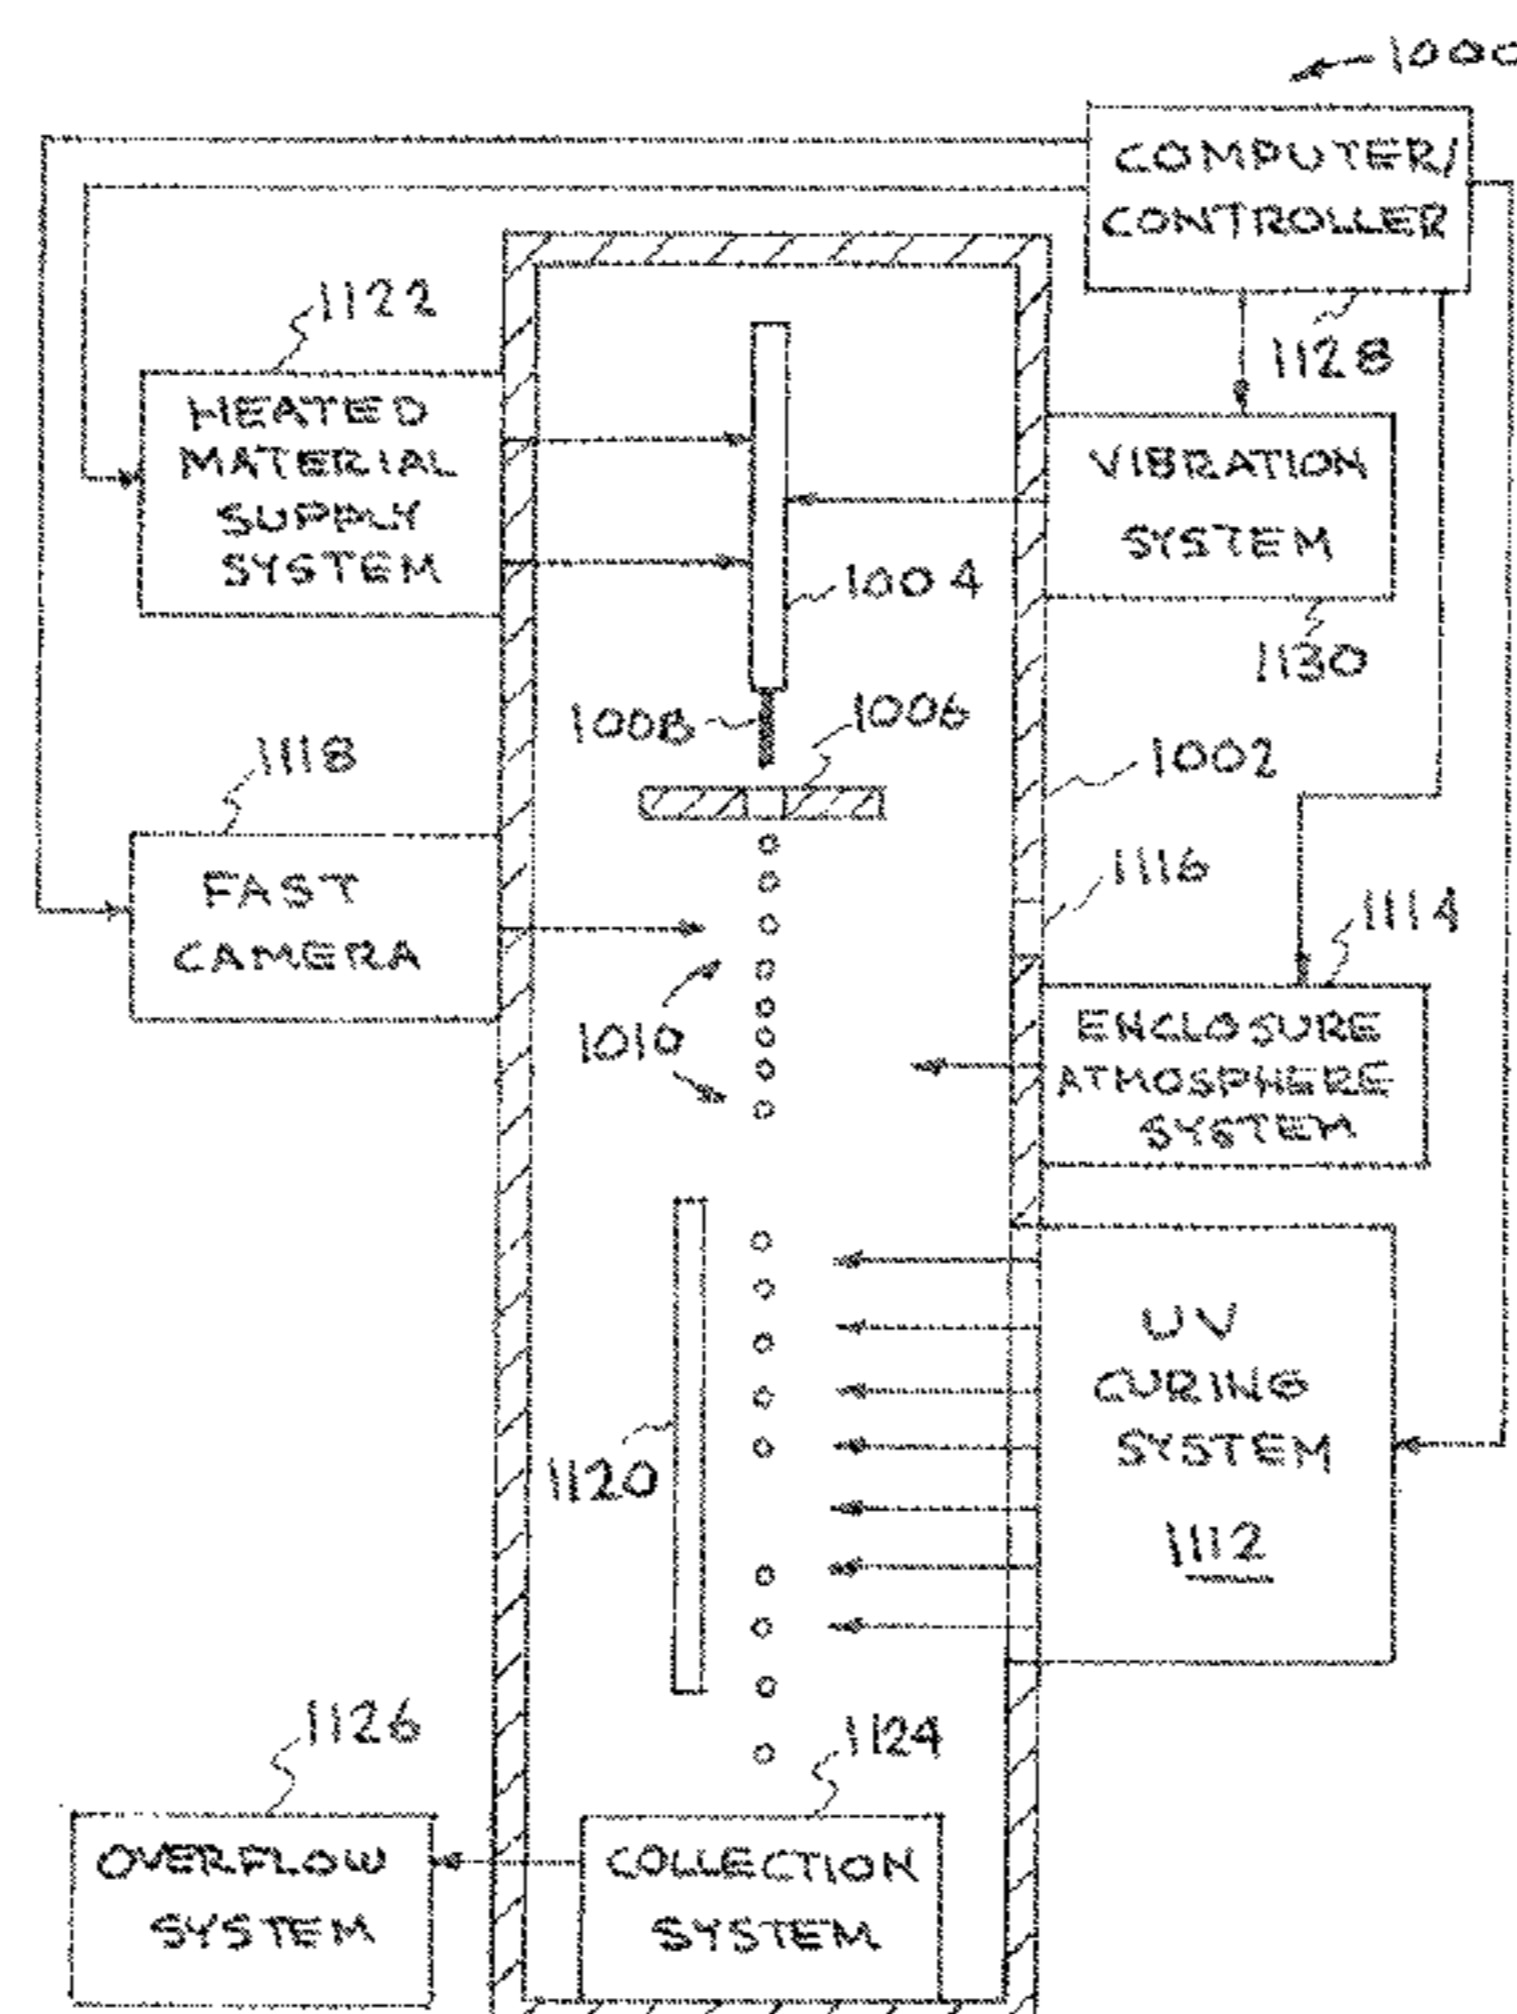 1000
COMPUTER/
CONTROLLER
1122
1128
HEATED
MATERIAL
SUPPLY
SYSTEM
VIBRATION
SYSTEM
1004
1130
1008
1006
1118
1002
1116
1114
FAST
CAMERA
1010
ENCLOSURE
ATMOSPHERE
SYSTEM
UV
CURING
SYSTEM
1112
1120
1126
1124
OVERFLOW
SYSTEM
COLLECTION
SYSTEM